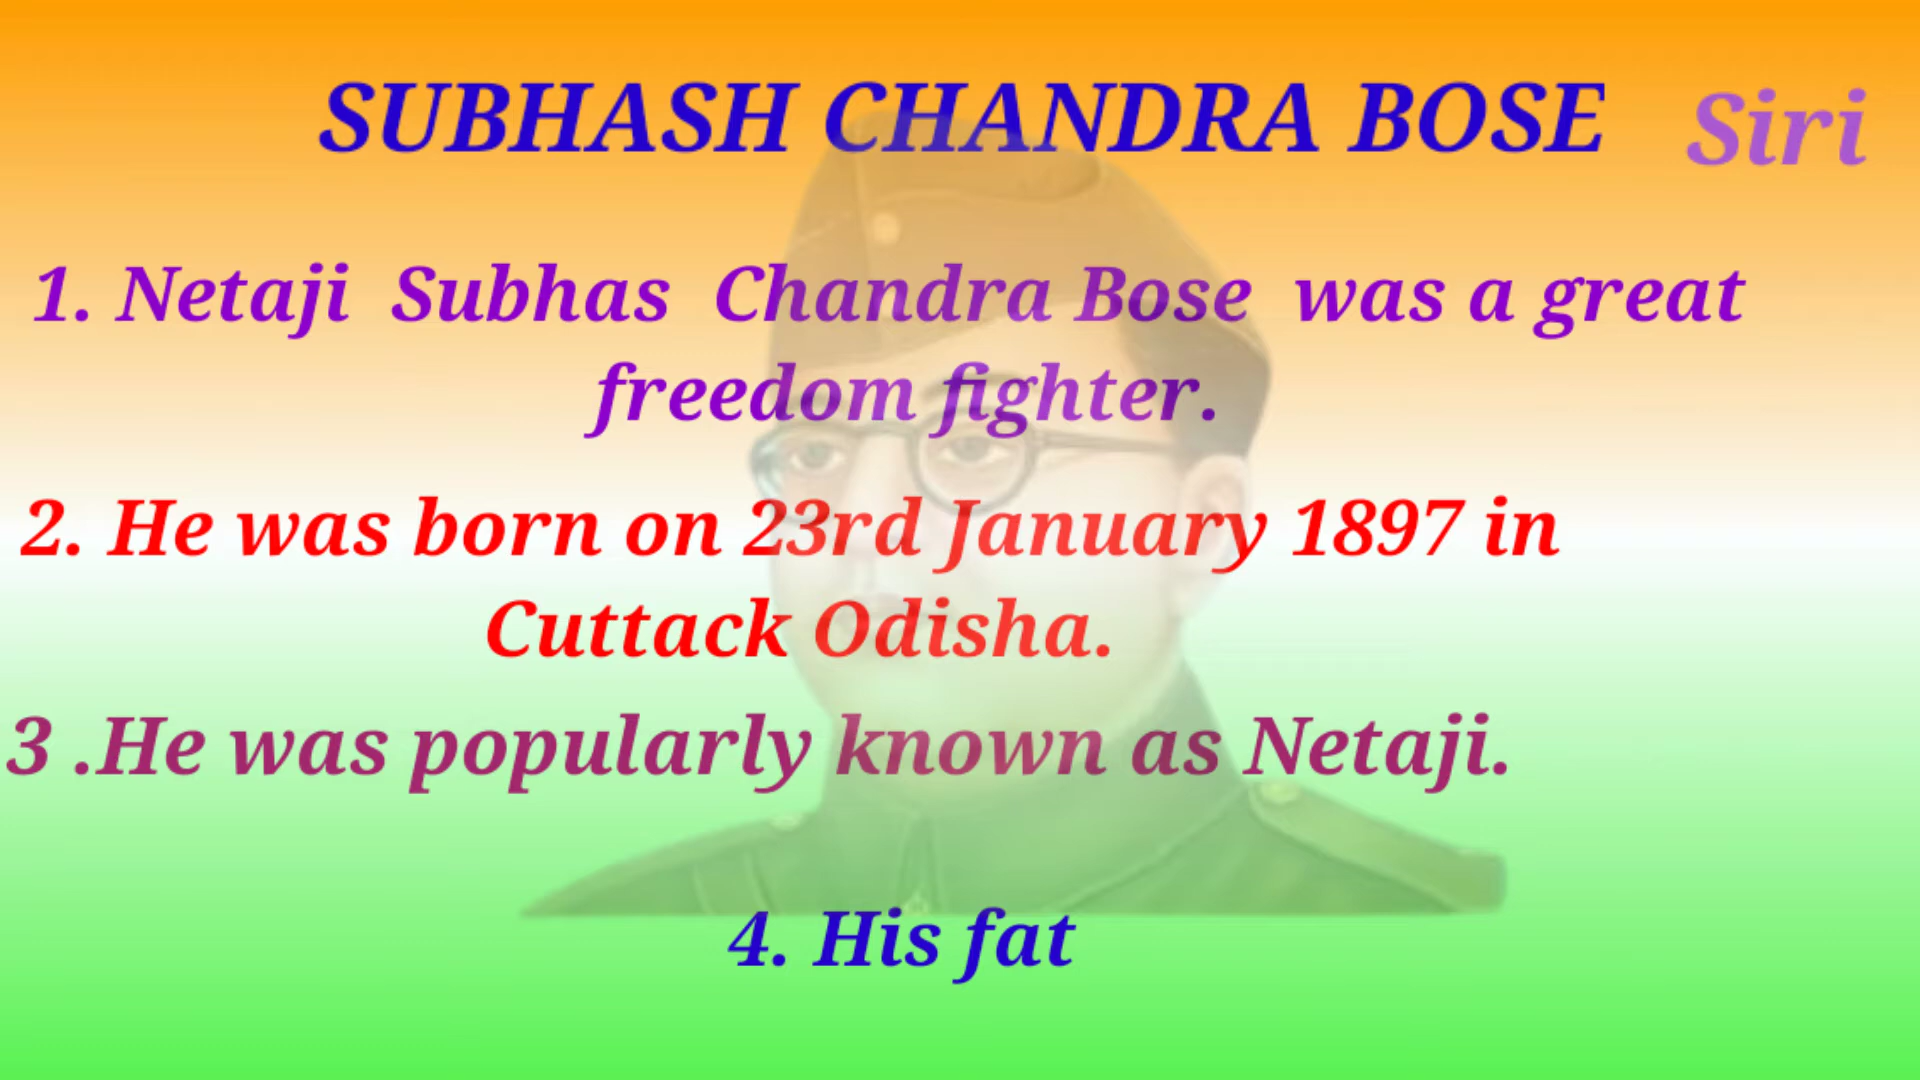 SUBHASH CHANDRA BOSE Siri
1. Netaji Subhas Chandra Bose was a great
freedom fighter.
2. He was born on 23rd January 1897 in
Cuttack Odisha.
3 .He was popularly known as Netaji.
4. His fat